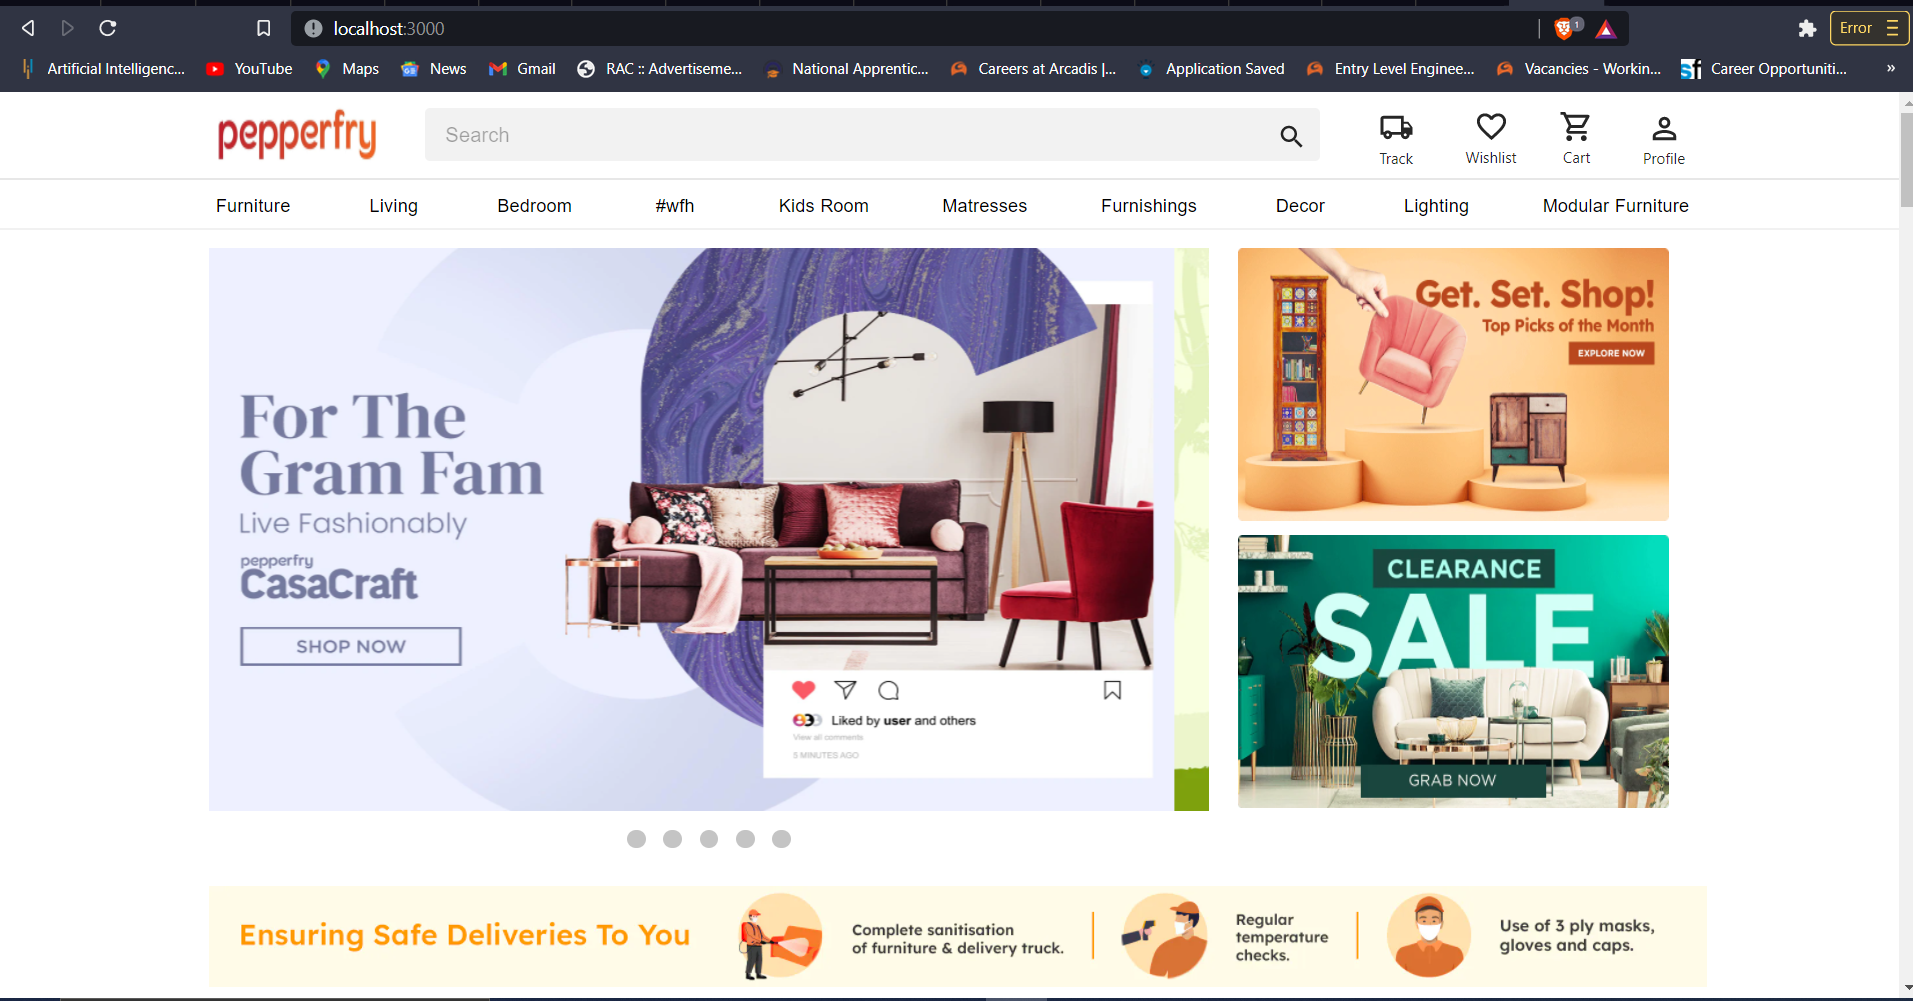 localhost:3000
1
Error
Artificial Intelligenc...
YouTube
Maps
News
Gmail
RAC :: Advertiseme...
National Apprentic...
Careers at Arcadis |...
Application Saved
Entry Level Enginee...
Vacancies - Workin...
Career Opportuniti...
»
pepperfry
Search
Track
Wishlist
Cart
Profile
Furniture
Living
Bedroom
#wfh
Kids Room
Matresses
Furnishings
Decor
Lighting
Modular Furniture
For The
Gram Fam
Live Fashionably
pepperfry
CasaCraft
SHOP NOW
Liked by user and others
View all comments
5 MINUTES AGO
Get. Set. Shop!
Top Picks of the Month
EXPLORE NOW
CLEARANCE
SALE
GRAB NOW
Ensuring Safe Deliveries To You
Complete sanitisation
of furniture & delivery truck.
Regular
temperature
checks.
Use of 3 ply masks,
gloves and caps.